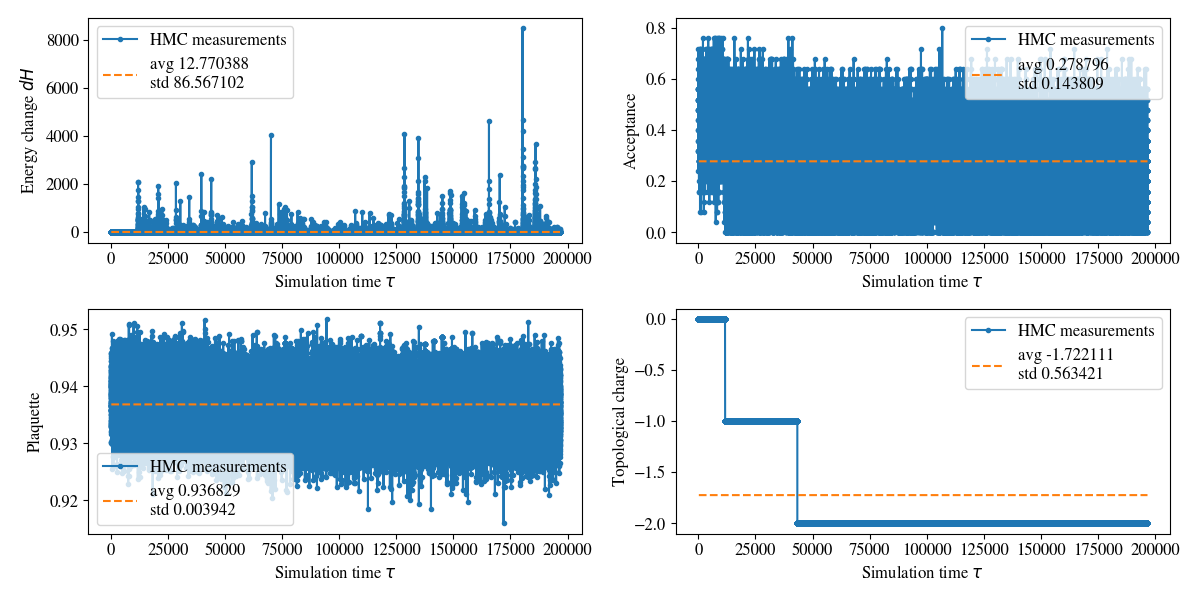 Energy change dH
8000
6000
4000
2000
0
HMC measurements
avg 12.770388
std 86.567102
0 25000 50000 75000 100000 125000 150000 175000 200000
Simulation time τ
Acceptance
0.8
0.6
0.4
0.2
0.0
HMC measurements
avg 0.278796
std 0.143809
0 25000 50000 75000 100000 125000 150000 175000 200000
Simulation time τ
Plaquette
0.95
0.94
0.93
0.92
HMC measurements
avg 0.936829
std 0.003942
0 25000 50000 75000 100000 125000 150000 175000 200000
Simulation time τ
Topological charge
0.0
−0.5
−1.0
−1.5
−2.0
HMC measurements
avg -1.722111
std 0.563421
0 25000 50000 75000 100000 125000 150000 175000 200000
Simulation time τ